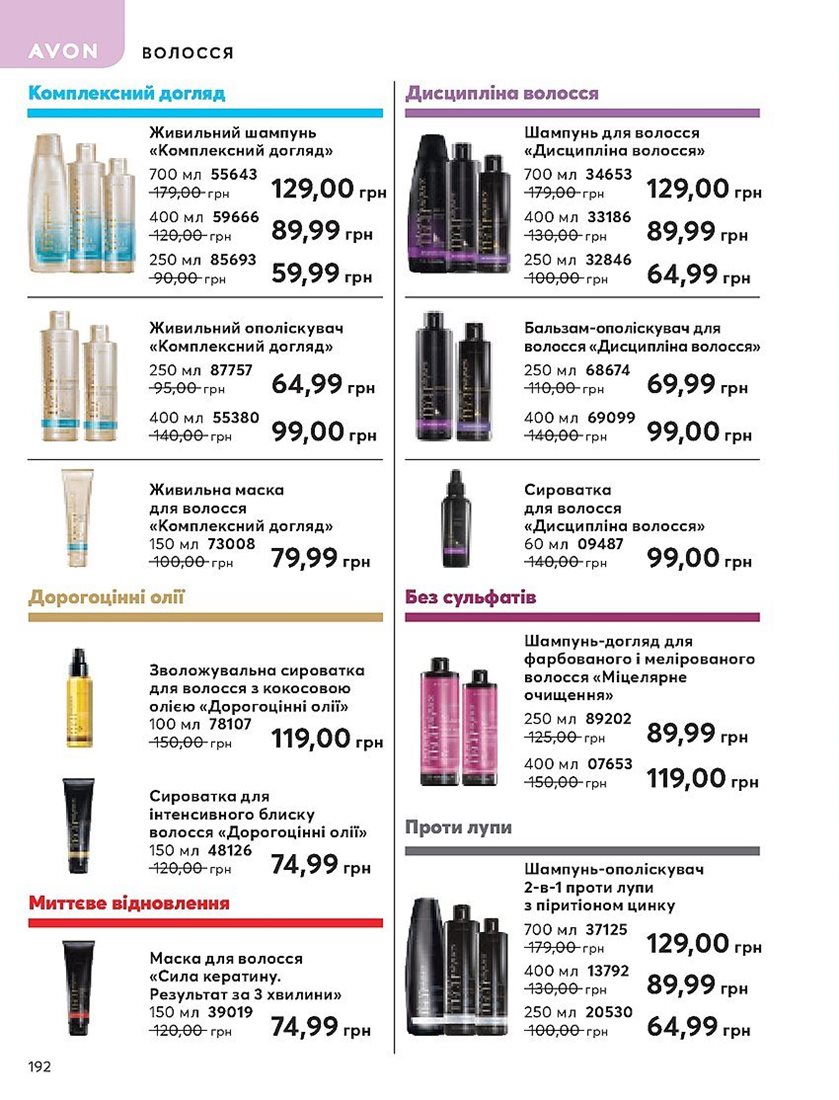 AVON
ВОЛОССЯ
Комплексний догляд
Живильний шампунь
«Комплексний догляд»
700 мл 55643
179,00 грн
129,00 грн
400 мл 59666
120,00 грн
89,99 грн
250 мл 85693
90,00 грн
59,99 грн
Живильний ополіскувач
«Комплексний догляд»
250 мл 87757
95,00 грн
64,99 грн
400 мл 55380
140,00 грн
99,00 грн
Живильна маска
для волосся
«Комплексний догляд»
150 мл 73008
100,00 грн
79,99 грн
Дорогоцінні олії
Зволожувальна сироватка
для волосся з кокосовою
олією «Дорогоцінні олії»
100 мл 78107
150,00 грн
119,00 грн
Сироватка для
інтенсивного блиску
волосся «Дорогоцінні олії»
150 мл 48126
120,00 грн
74,99 грн
Миттєве відновлення
Маска для волосся
«Сила кератину.
Результат за 3 хвилини»
150 мл 39019
120,00 грн
74,99 грн
Дисципліна волосся
Шампунь для волосся
«Дисципліна волосся»
700 мл 34653
179,00 грн
129,00 грн
400 мл 33186
130,00 грн
89,99 грн
250 мл 32846
100,00 грн
64,99 грн
Бальзам-ополіскувач для
волосся «Дисципліна волосся»
250 мл 68674
110,00 грн
69,99 грн
400 мл 69099
140,00 грн
99,00 грн
Сироватка
для волосся
«Дисципліна волосся»
60 мл 09487
140,00 грн
99,00 грн
Без сульфатів
Шампунь-догляд для
фарбованого і мелірованого
волосся «Міцелярне
очищення»
250 мл 89202
125,00 грн
89,99 грн
400 мл 07653
150,00 грн
119,00 грн
Проти лупи
Шампунь-ополіскувач
2-в-1 проти лупи
з піритіоном цинку
700 мл 37125
179,00 грн
129,00 грн
400 мл 13792
130,00 грн
89,99 грн
250 мл 20530
100,00 грн
64,99 грн
192